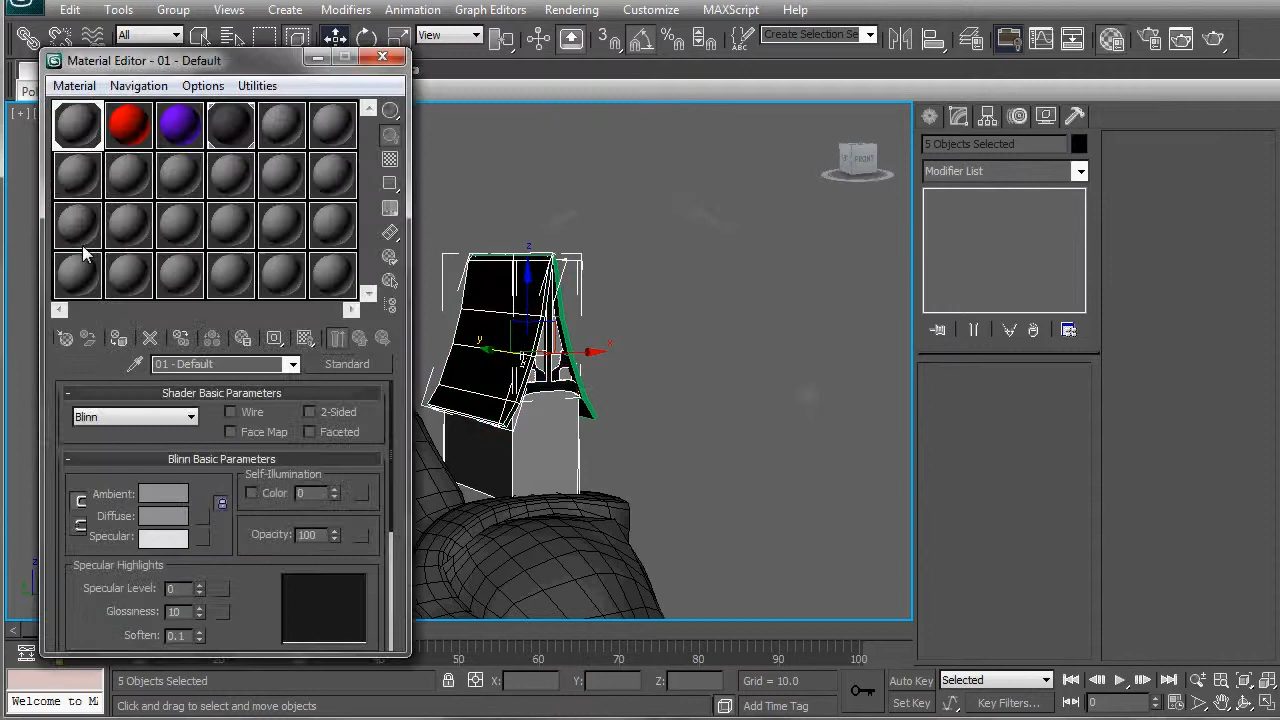 Edit Tools Group Views Create Modifiers Animation Graph Editors Rendering Customize MAXScript Help
All View 3 Create Selection Se
Material Editor - 01 - Default
Material Navigation Options Utilities
[+]
FRONT
5 Objects Selected
Modifier List
z
y
x
01 - Default Standard
- Shader Basic Parameters
Blinn Wire 2-Sided
Face Map Faceted
- Blinn Basic Parameters
Self-Illumination
Ambient: Color 0
Diffuse:
Specular: Opacity: 100
Specular Highlights
Specular Level: 0
Glossiness: 10
Soften: 0.1
50 60 70 80 90 100
5 Objects Selected X: Y: Z: Grid = 10.0 Auto Key Selected
Welcome to M Click and drag to select and move objects Add Time Tag Set Key Key Filters... 0